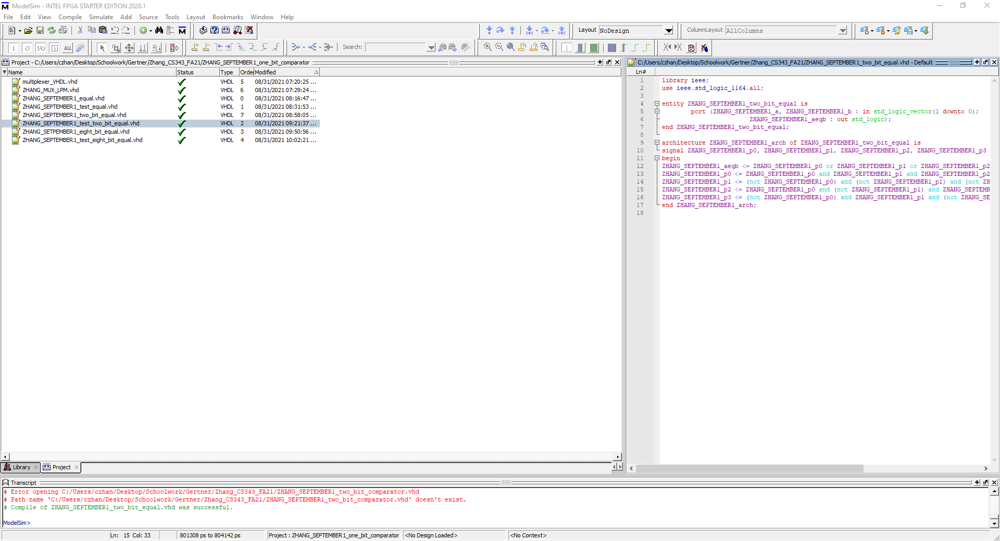 ModelSim - INTEL FPGA STARTER EDITION 2020.1
File Edit View Compile Simulate Add Source Tools Layout Bookmarks Window Help
Layout NoDesign ColumnLayout AllColumns
Search:
Project - C:/Users/czhan/Desktop/Schoolwork/Gertner/Zhang_CS343_FA21/ZHANG_SEPTEMBER1_one_bit_comparator
Name Status Type Order Modified
multiplexer_VHDL.vhd VHDL 5 08/31/2021 07:20:25 ...
ZHANG_MUX_LPM.vhd VHDL 6 08/31/2021 07:29:24 ...
ZHANG_SEPTEMBER1_equal.vhd VHDL 0 08/31/2021 08:16:47 ...
ZHANG_SEPTEMBER1_test_equal.vhd VHDL 1 08/31/2021 08:31:53 ...
ZHANG_SEPTEMBER1_two_bit_equal.vhd VHDL 7 08/31/2021 08:58:05 ...
ZHANG_SEPTEMBER1_test_two_bit_equal.vhd VHDL 2 08/31/2021 09:21:37 ...
ZHANG_SETPEMBER1_eight_bit_equal.vhd VHDL 3 08/31/2021 09:50:56 ...
ZHANG_SEPTEMBER1_test_eight_bit_equal.vhd VHDL 4 08/31/2021 10:02:21 ...
Library Project
C:/Users/czhan/Desktop/Schoolwork/Gertner/Zhang_CS343_FA21/ZHANG_SEPTEMBER1_two_bit_equal.vhd - Default
Ln#
1 library ieee;
2 use ieee.std_logic_1164.all;
3
4 entity ZHANG_SEPTEMBER1_two_bit_equal is
5 port (ZHANG_SEPTEMBER1_a, ZHANG_SEPTEMBER1_b : in std_logic_vector(1 downto 0);
6 ZHANG_SEPTEMBER1_aeqb : out std_logic);
7 end ZHANG_SEPTEMBER1_two_bit_equal;
8
9 architecture ZHANG_SEPTEMBER1_arch of ZHANG_SEPTEMBER1_two_bit_equal is
10 signal ZHANG_SEPTEMBER1_p0, ZHANG_SEPTEMBER1_p1, ZHANG_SEPTEMBER1_p2, ZHANG_SEPTEMBER1_p3
11 begin
12 ZHANG_SEPTEMBER1_aeqb <= ZHANG_SEPTEMBER1_p0 or ZHANG_SEPTEMBER1_p1 or ZHANG_SEPTEMBER1_p2
13 ZHANG_SEPTEMBER1_p0 <= ZHANG_SEPTEMBER1_p0 and ZHANG_SEPTEMBER1_p1 and ZHANG_SEPTEMBER1_p2
14 ZHANG_SEPTEMBER1_p1 <= (not ZHANG_SEPTEMBER1_p0) and (not ZHANG_SEPTEMBER1_p1) and (not ZH
15 ZHANG_SEPTEMBER1_p2 <= ZHANG_SEPTEMBER1_p0 and (not ZHANG_SEPTEMBER1_p1) and ZHANG_SEPTEMB
16 ZHANG_SEPTEMBER1_p3 <= (not ZHANG_SEPTEMBER1_p0) and ZHANG_SEPTEMBER1_p1 and (not ZHANG_SE
17 end ZHANG_SEPTEMBER1_arch;
18
Transcript
# Error opening C:/Users/czhan/Desktop/Schoolwork/Gertner/Zhang_CS343_FA21/ZHANG_SEPTEMBER1_two_bit_comparator.vhd
# Path name 'C:/Users/czhan/Desktop/Schoolwork/Gertner/Zhang_CS343_FA21/ZHANG_SEPTEMBER1_two_bit_comparator.vhd' doesn't exist.
# Compile of ZHANG_SEPTEMBER1_two_bit_equal.vhd was successful.
ModelSim>
Ln: 15 Col: 33 801308 ps to 804142 ps Project : ZHANG_SEPTEMBER1_one_bit_comparator <No Design Loaded> <No Context>